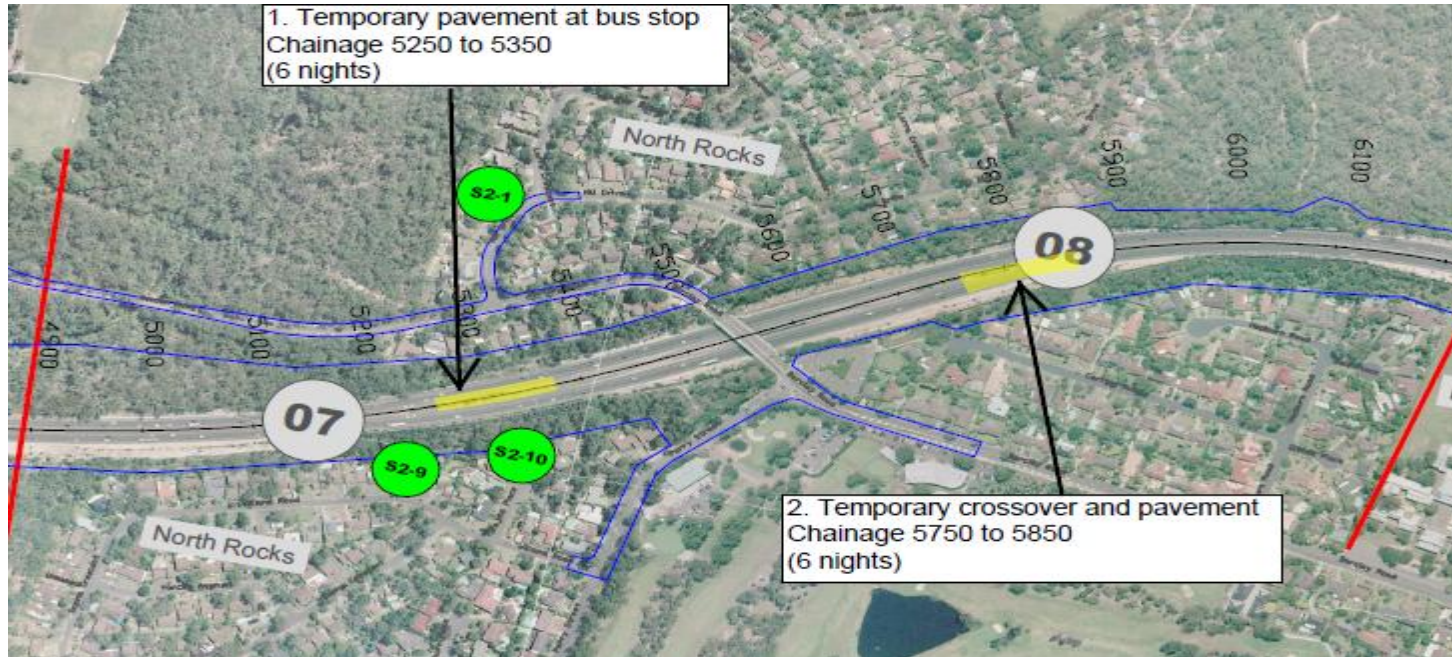 1. Temporary pavement at bus stop
Chainage 5250 to 5350
(6 nights)
North Rocks
S2-1
4900
5000
5100
5200
5300
5400
5500
5600
5700
5800
5900
6000
6100
08
07
S2-9
S2-10
North Rocks
2. Temporary crossover and pavement
Chainage 5750 to 5850
(6 nights)